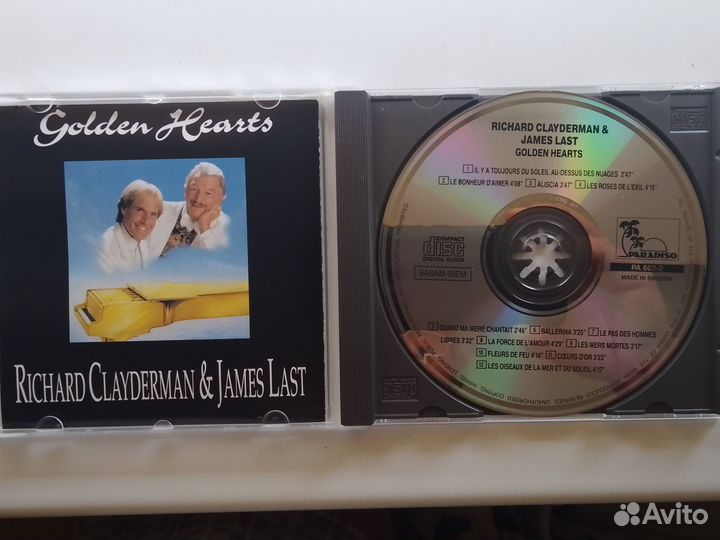 Golden Hearts
RICHARD CLAYDERMAN & JAMES LAST
RICHARD CLAYDERMAN &
JAMES LAST
GOLDEN HEARTS
1 IL Y A TOUJOURS DU SOLEIL AU-DESSUS DES NUAGES 2'47"
2 LE BONHEUR D'AIMER 4'08" 3 ALISCIA 3'47" 4 LES ROSES DE L'EXIL 4'15"
COMPACT
disc
DIGITAL AUDIO
SABAM-BIEM
PARADISO
MADE IN SWEDEN
5 QUAND MA MERE CHANTAIT 2'46" 6 BALLERINA 3'25" 7 LE PAS DES HOMMES
LIBRES 3'32" 8 LA FORCE DE L'AMOUR 4'29" 9 LES MERS MORTES 3'17"
10 FLEURS DE FEU 4'14" 11 CŒURS D'OR 3'23"
12 LES OISEAUX DE LA MER ET DU SOLEIL 4'17"
Avito